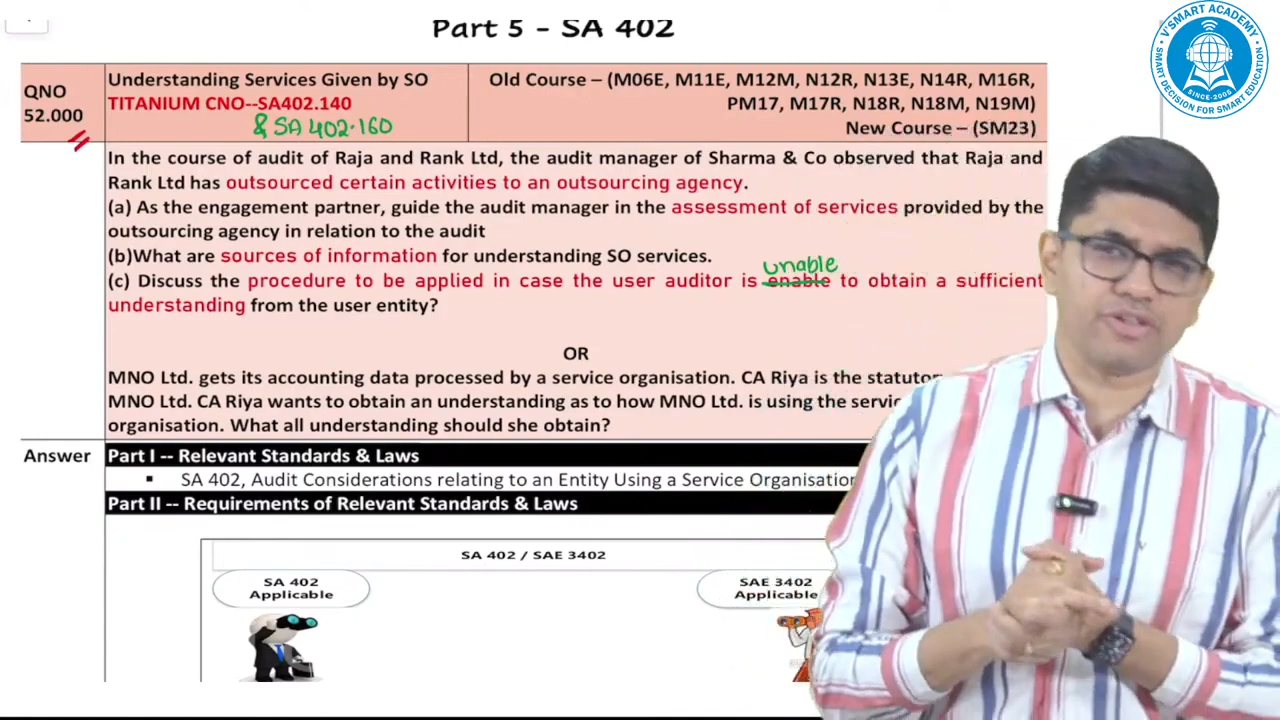 Part 5 - SA 402
V'SMART ACADEMY
SMART DECISION FOR SMART EDUCATION
SINCE-2005
QNO
52.000
Understanding Services Given by SO
TITANIUM CNO--SA402.140
& SA 402.160
Old Course – (M06E, M11E, M12M, N12R, N13E, N14R, M16R,
PM17, M17R, N18R, N18M, N19M)
New Course – (SM23)
In the course of audit of Raja and Rank Ltd, the audit manager of Sharma & Co observed that Raja and
Rank Ltd has outsourced certain activities to an outsourcing agency.
(a) As the engagement partner, guide the audit manager in the assessment of services provided by the
outsourcing agency in relation to the audit
(b)What are sources of information for understanding SO services.
unable
(c) Discuss the procedure to be applied in case the user auditor is enable to obtain a sufficient
understanding from the user entity?
OR
MNO Ltd. gets its accounting data processed by a service organisation. CA Riya is the
MNO Ltd. CA Riya wants to obtain an understanding as to how MNO Ltd. is using the
organisation. What all understanding should she obtain?
Answer
Part I -- Relevant Standards & Laws
▪ SA 402, Audit Considerations relating to an Entity Using a Service Organisation
Part II -- Requirements of Relevant Standards & Laws
SA 402 / SAE 3402
SA 402
Applicable
SAE 3402
Applicable